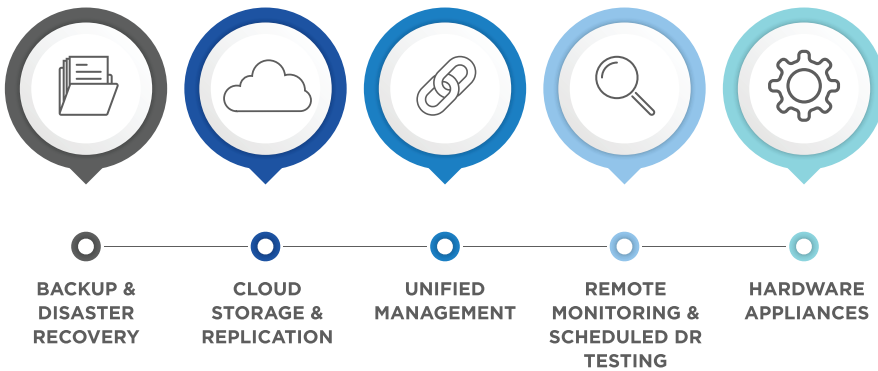 BACKUP &
DISASTER
RECOVERY
CLOUD
STORAGE &
REPLICATION
UNIFIED
MANAGEMENT
REMOTE
MONITORING &
SCHEDULED DR
TESTING
HARDWARE
APPLIANCES